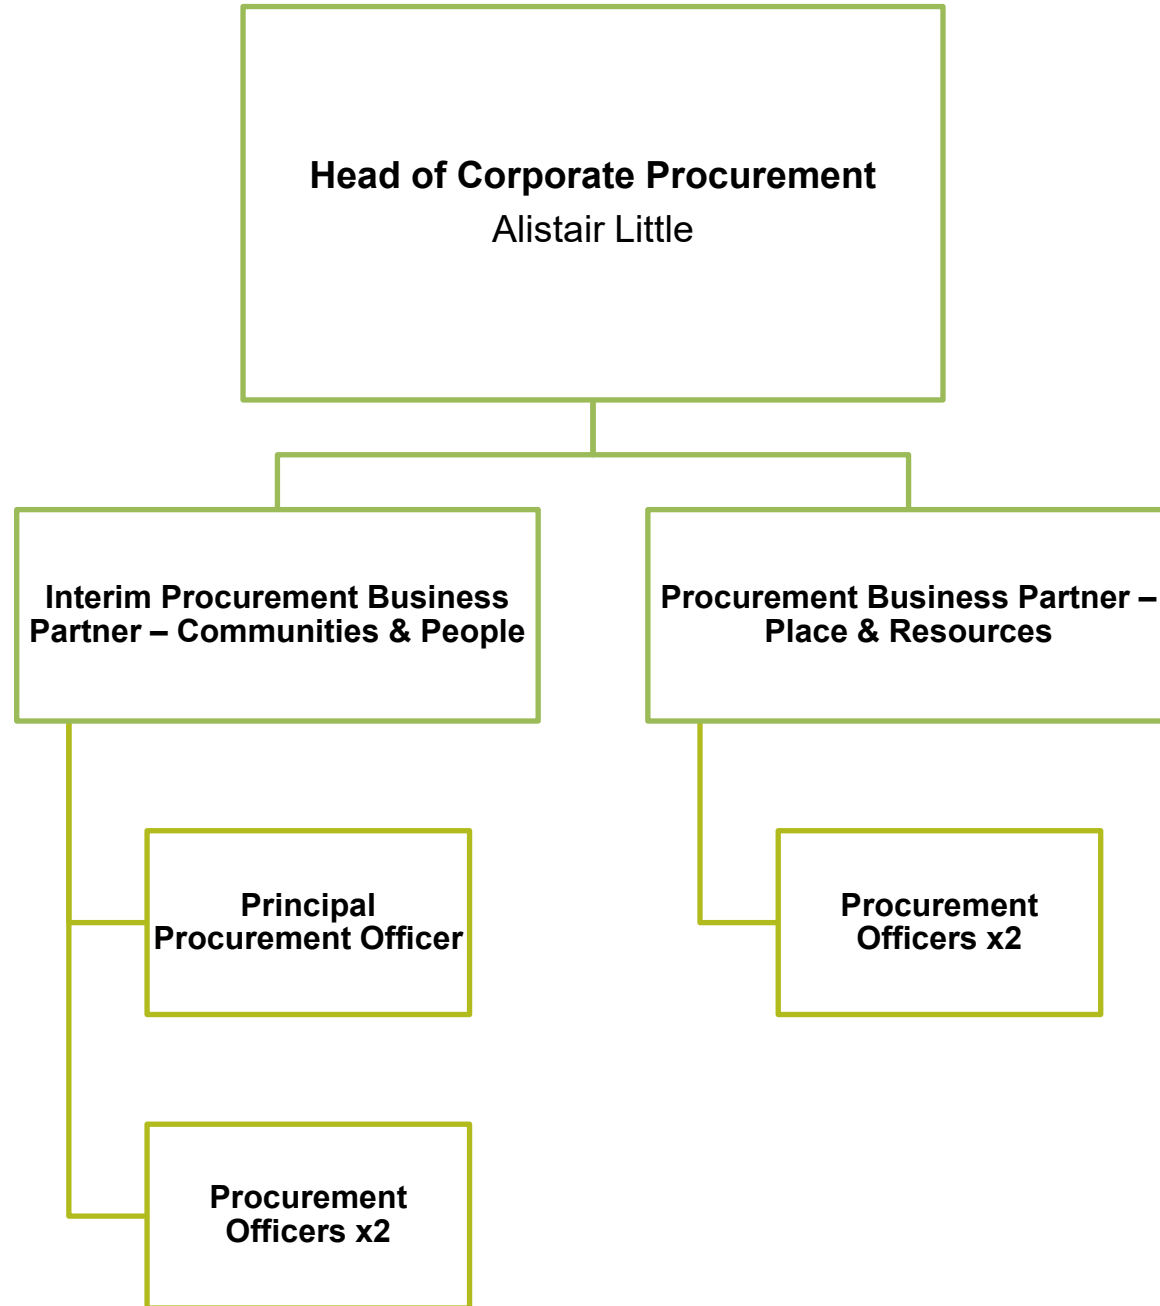 Head of Corporate Procurement
Alistair Little
Interim Procurement Business
Partner – Communities & People
Procurement Business Partner –
Place & Resources
Principal
Procurement Officer
Procurement
Officers x2
Procurement
Officers x2